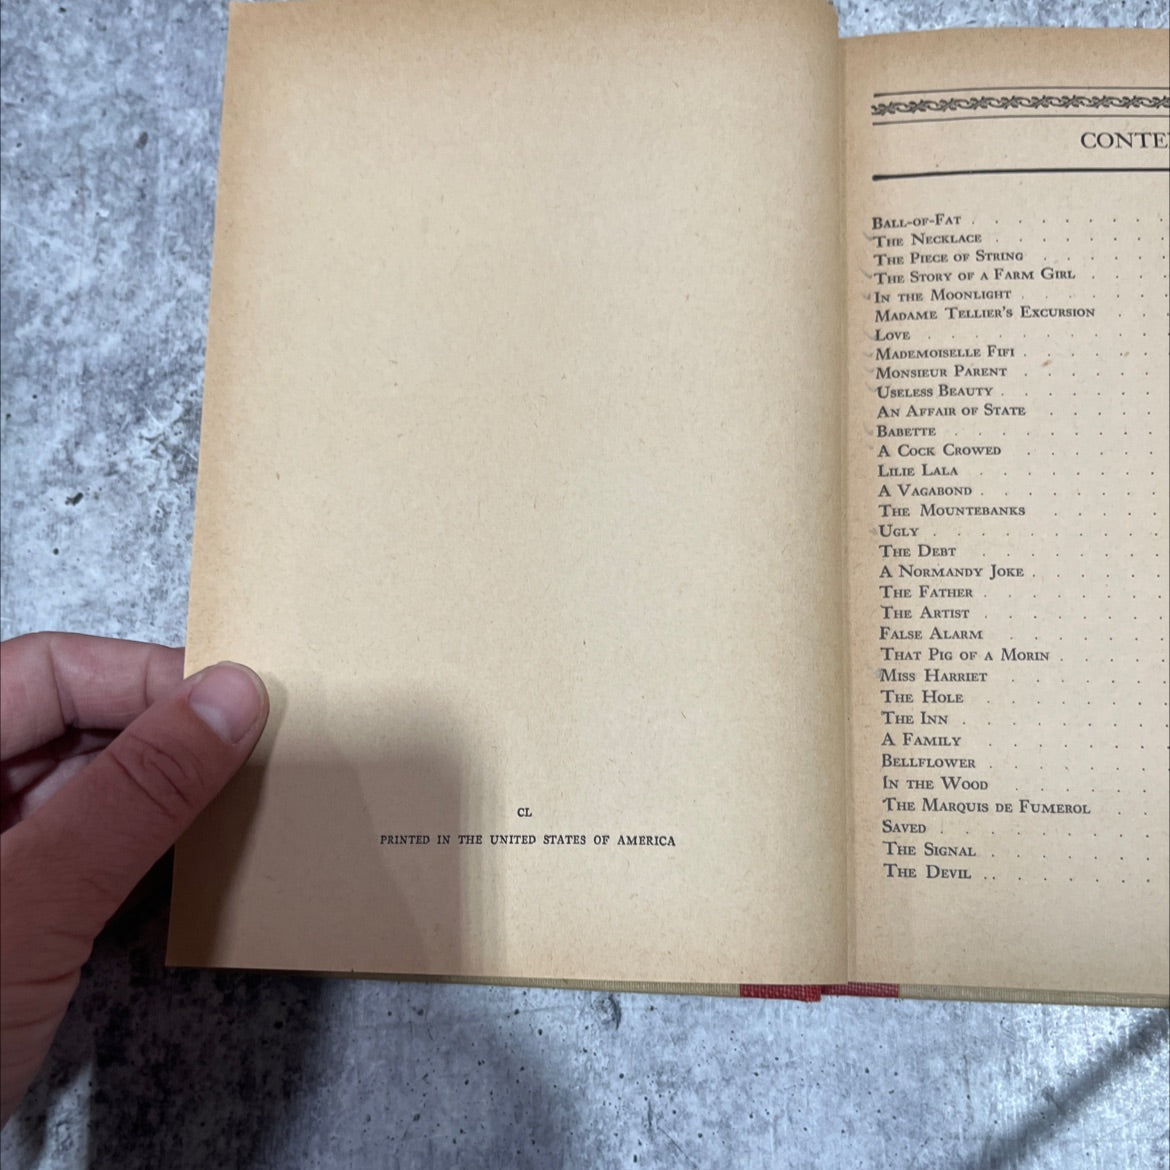 CL
PRINTED IN THE UNITED STATES OF AMERICA
BALL-OF-FAT
THE NECKLACE
THE PIECE OF STRING
THE STORY OF A FARM GIRL
IN THE MOONLIGHT
MADAME TELLIER'S EXCURSION
LOVE
MADEMOISELLE FIFI
MONSIEUR PARENT
USELESS BEAUTY
AN AFFAIR OF STATE
BABETTE
A COCK CROWED
LILIE LALA
A VAGABOND
THE MOUNTEBANKS
UGLY
THE DEBT
A NORMANDY JOKE
THE FATHER
THE ARTIST
FALSE ALARM
THAT PIG OF A MORIN
MISS HARRIET
THE HOLE
THE INN
A FAMILY
BELLFLOWER
IN THE WOOD
THE MARQUIS DE FUMEROL
SAVED
THE SIGNAL
THE DEVIL